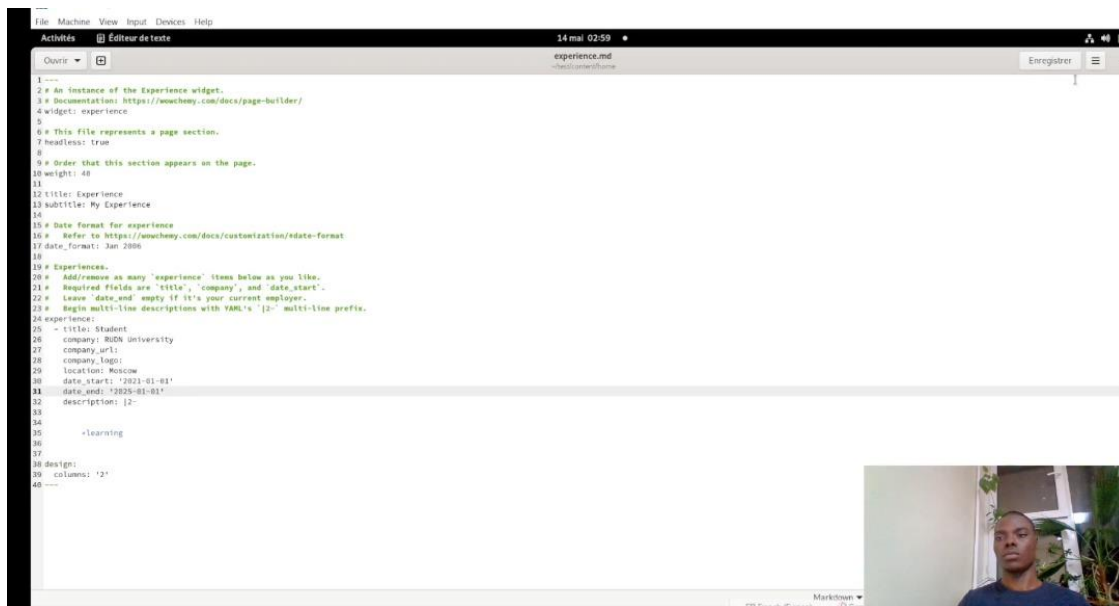 File Machine View Input Devices Help
Activités Éditeur de texte 14 mai 02:59
Ouvrir experience.md Enregistrer
1 ---
2 # An instance of the Experience widget.
3 # Documentation: https://wowchemy.com/docs/page-builder/
4 widget: experience
5
6 # This file represents a page section.
7 headless: true
8
9 # Order that this section appears on the page.
10 weight: 40
11
12 title: Experience
13 subtitle: My Experience
14
15 # Date format for experience
16 #   Refer to https://wowchemy.com/docs/customization/#date-format
17 date_format: Jan 2006
18
19 # Experiences.
20 #   Add/remove as many `experience` items below as you like.
21 #   Required fields are `title`, `company`, and `date_start`.
22 #   Leave `date_end` empty if it's your current employer.
23 #   Begin multi-line descriptions with YAML's `|2-` multi-line prefix.
24 experience:
25   - title: Student
26     company: RUDN University
27     company_url:
28     company_logo:
29     location: Moscow
30     date_start: '2021-01-01'
31     date_end: '2025-01-01'
32     description: |2-
33
34
35         *learning
36
37
38 design:
39   columns: '2'
40 ---
Markdown